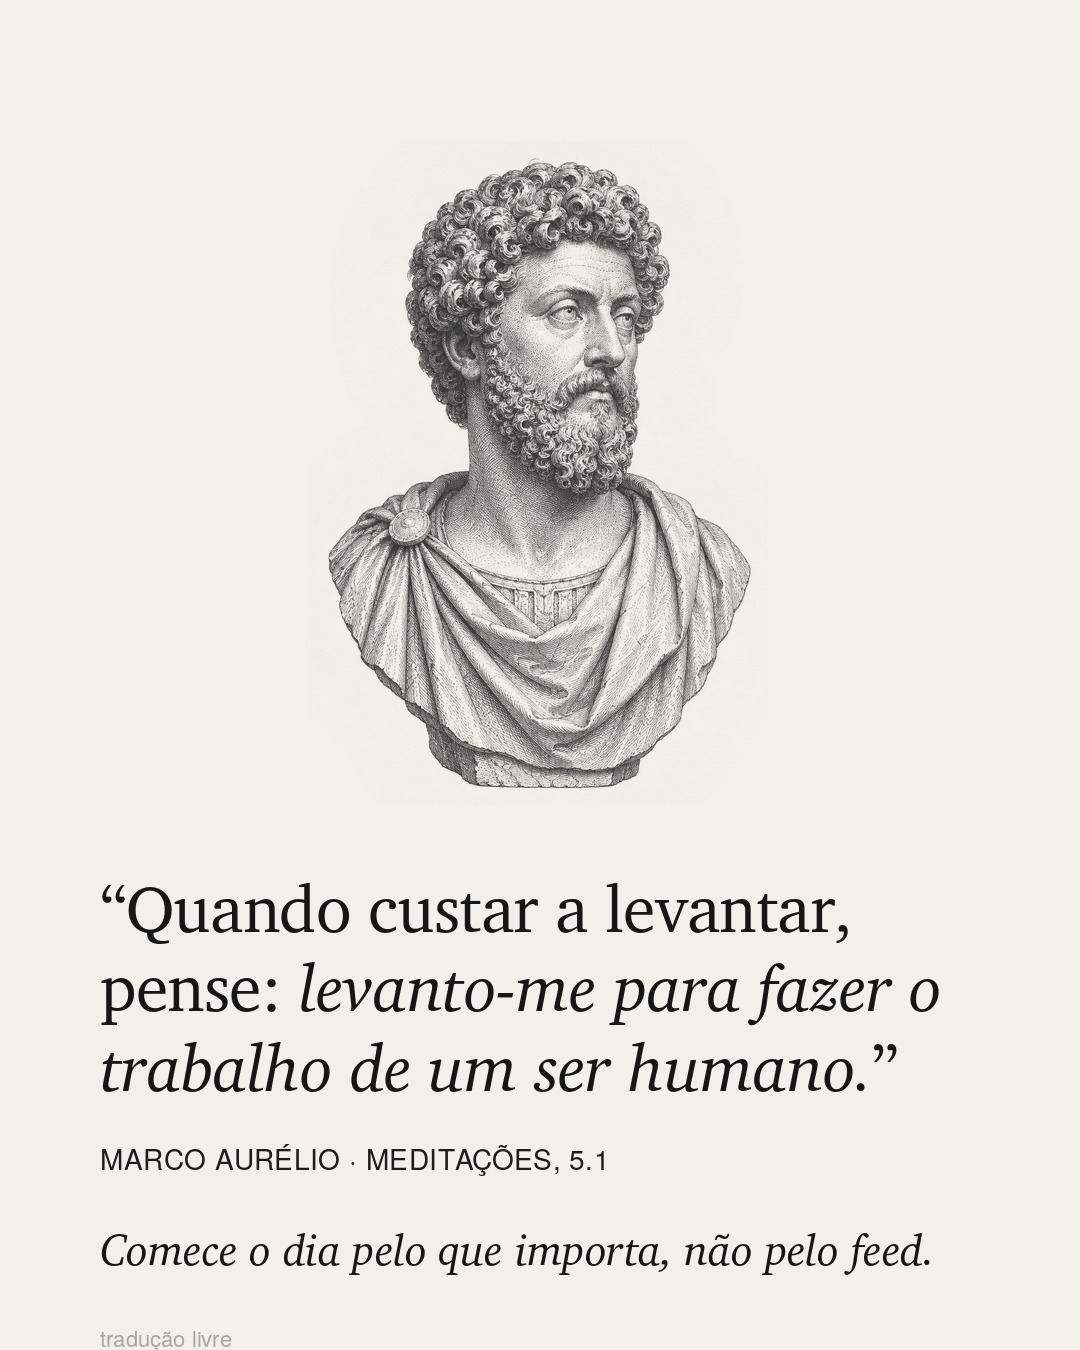 “Quando custar a levantar,
pense: levanto-me para fazer o
trabalho de um ser humano.”
MARCO AURÉLIO · MEDITAÇÕES, 5.1
Comece o dia pelo que importa, não pelo feed.
tradução livre